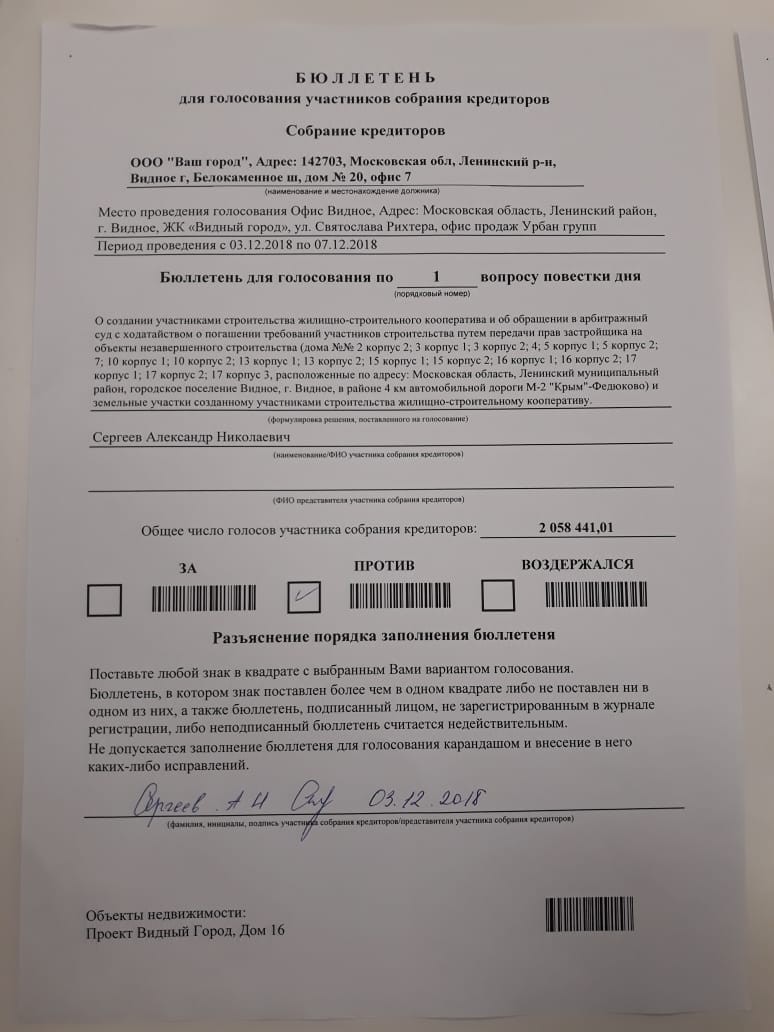 БЮЛЛЕТЕНЬ
для голосования участников собрания кредиторов
Собрание кредиторов
ООО "Ваш город", Адрес: 142703, Московская обл, Ленинский р-н,
Видное г, Белокаменное ш, дом № 20, офис 7
(наименование и местонахождение должника)
Место проведения голосования Офис Видное, Адрес: Московская область, Ленинский район,
г. Видное, ЖК «Видный город», ул. Святослава Рихтера, офис продаж Урбан групп
Период проведения с 03.12.2018 по 07.12.2018
Бюллетень для голосования по 1 вопросу повестки дня
(порядковый номер)
О создании участниками строительства жилищно-строительного кооператива и об обращении в арбитражный
суд с ходатайством о погашении требований участников строительства путем передачи прав застройщика на
объекты незавершенного строительства (дома №№ 2 корпус 2; 3 корпус 1; 3 корпус 2; 4; 5 корпус 1; 5 корпус 2;
7; 10 корпус 1; 10 корпус 2; 13 корпус 1; 13 корпус 2; 15 корпус 1; 15 корпус 2; 16 корпус 1; 16 корпус 2; 17
корпус 1; 17 корпус 2; 17 корпус 3, расположенные по адресу: Московская область, Ленинский муниципальный
район, городское поселение Видное, г. Видное, в районе 4 км автомобильной дороги М-2 "Крым"-Федюково) и
земельные участки созданному участниками строительства жилищно-строительному кооперативу.
(формулировка решения, поставленного на голосование)
Сергеев Александр Николаевич
(наименование/ФИО участника собрания кредиторов)
(ФИО представителя участника собрания кредиторов)
Общее число голосов участника собрания кредиторов: 2 058 441,01
ЗА ПРОТИВ ВОЗДЕРЖАЛСЯ
Разъяснение порядка заполнения бюллетеня
Поставьте любой знак в квадрате с выбранным Вами вариантом голосования.
Бюллетень, в котором знак поставлен более чем в одном квадрате либо не поставлен ни в
одном из них, а также бюллетень, подписанный лицом, не зарегистрированным в журнале
регистрации, либо неподписанный бюллетень считается недействительным.
Не допускается заполнение бюллетеня для голосования карандашом и внесение в него
каких-либо исправлений.
Сергеев А Н 03.12.2018
(фамилия, инициалы, подпись участника собрания кредиторов/представителя участника собрания кредиторов)
Объекты недвижимости:
Проект Видный Город, Дом 16